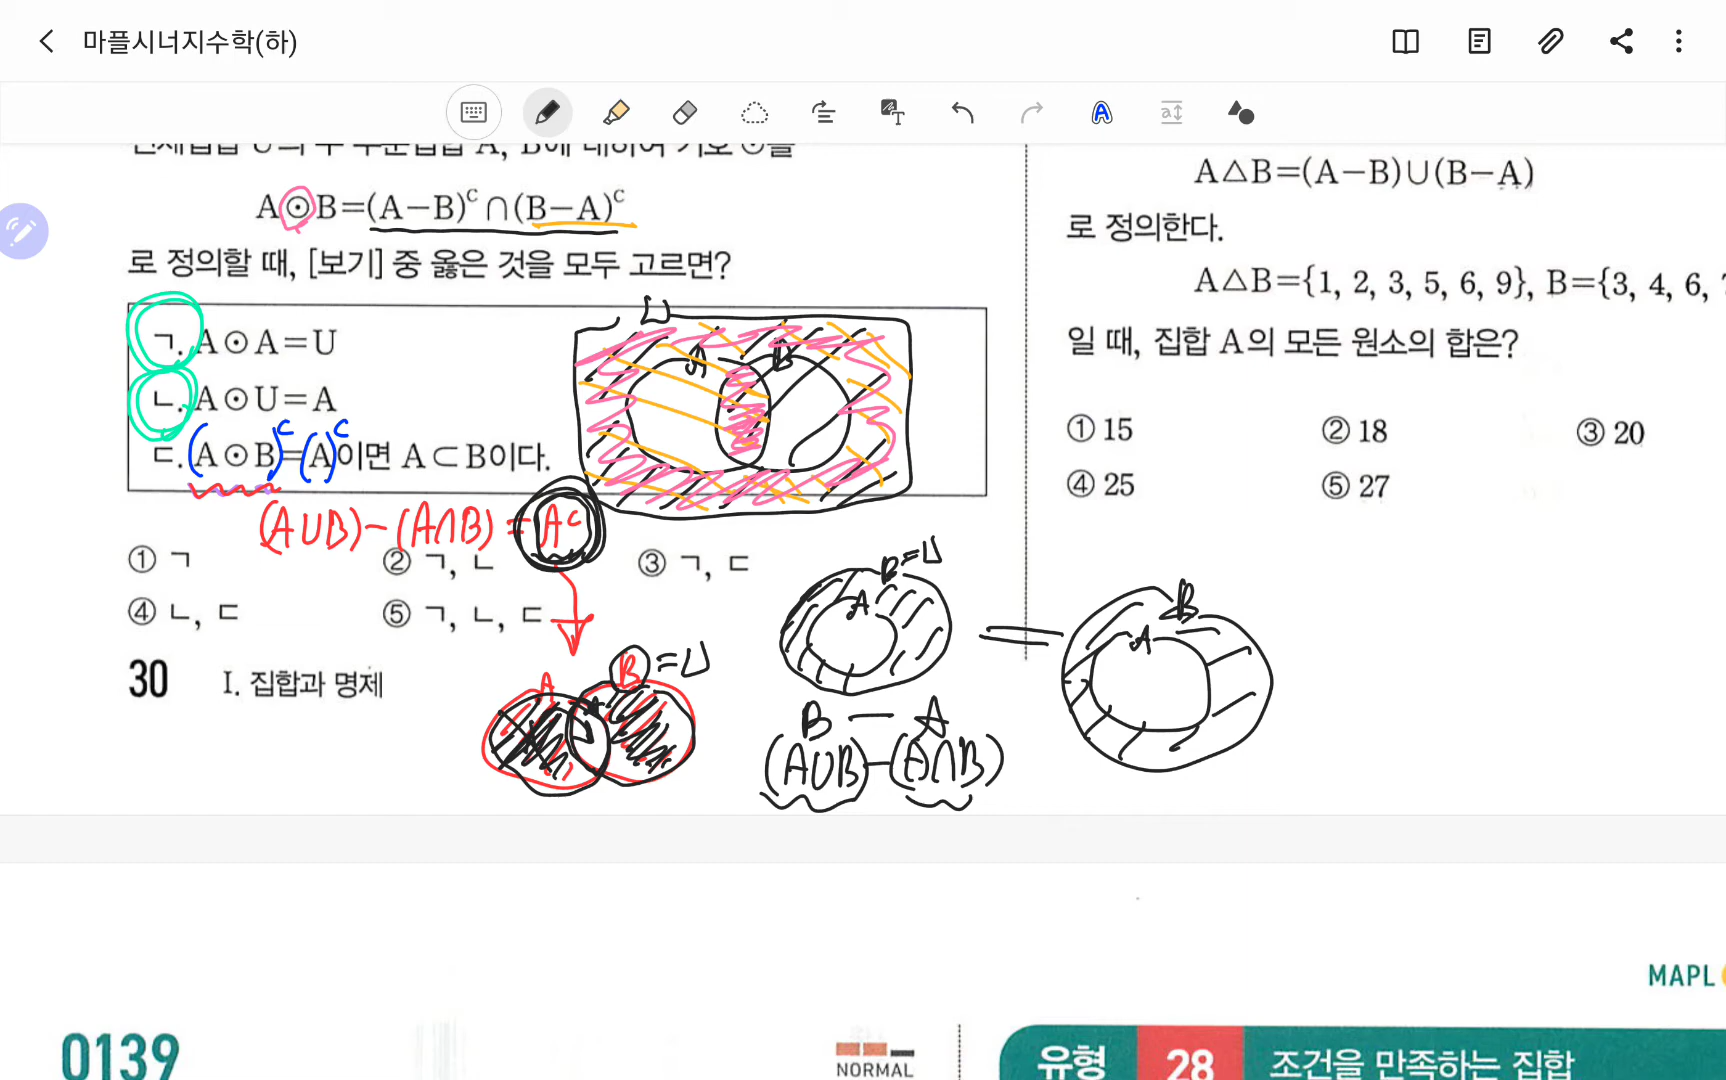 마플시너지수학(하)
A⊙B=(A−B)ᶜ∩(B−A)ᶜ
로 정의할 때, [보기] 중 옳은 것을 모두 고르면?
ㄱ. A⊙A=U
ㄴ. A⊙U=A
ㄷ. (A⊙B)ᶜ=(A)ᶜ이면 A⊂B이다.
U
A B
(A∪B)−(A∩B)=Aᶜ
① ㄱ ② ㄱ, ㄴ ③ ㄱ, ㄷ
④ ㄴ, ㄷ ⑤ ㄱ, ㄴ, ㄷ
A B=U
A B=U
B − A
(A∪B)−(A∩B)
=
A B
30 Ⅰ. 집합과 명제
A△B=(A−B)∪(B−A)
로 정의한다.
A△B={1, 2, 3, 5, 6, 9}, B={3, 4, 6,
일 때, 집합 A의 모든 원소의 합은?
① 15 ② 18 ③ 20
④ 25 ⑤ 27
MAPL
0139
NORMAL
유형 28 조건을 만족하는 집합